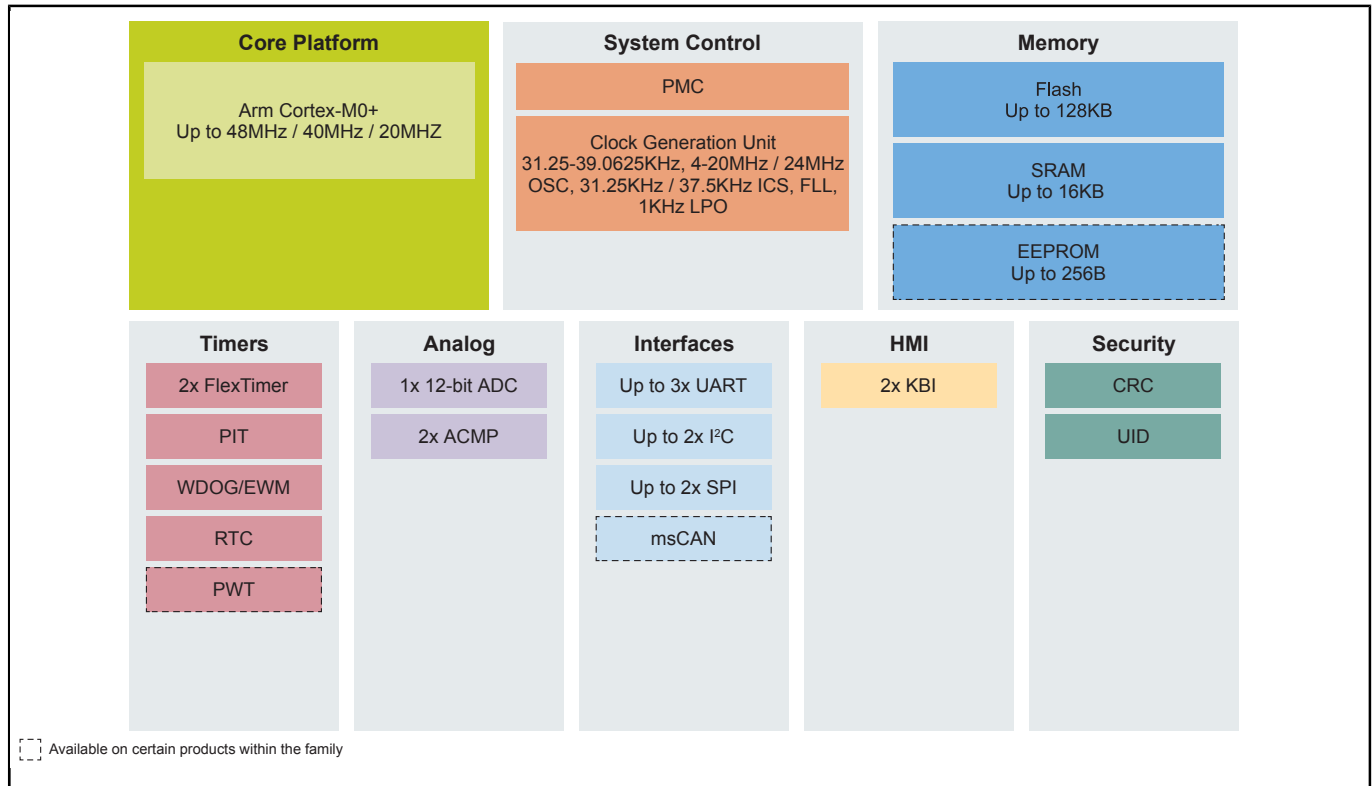 Core Platform
Arm Cortex-M0+
Up to 48MHz / 40MHz / 20MHZ
System Control
PMC
Clock Generation Unit
31.25-39.0625KHz, 4-20MHz / 24MHz
OSC, 31.25KHz / 37.5KHz ICS, FLL,
1KHz LPO
Memory
Flash
Up to 128KB
SRAM
Up to 16KB
EEPROM
Up to 256B
Timers
2x FlexTimer
PIT
WDOG/EWM
RTC
PWT
Analog
1x 12-bit ADC
2x ACMP
Interfaces
Up to 3x UART
Up to 2x I²C
Up to 2x SPI
msCAN
HMI
2x KBI
Security
CRC
UID
Available on certain products within the family